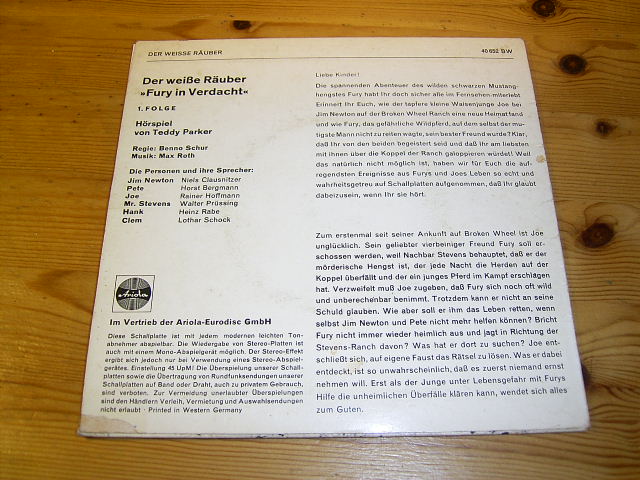 DER WEISSE RÄUBER
40 652 BW
Der weiße Räuber
»Fury in Verdacht«
1. FOLGE
Hörspiel
von Teddy Parker
Regie: Benno Schur
Musik: Max Roth
Die Personen und ihre Sprecher:
Jim Newton Niels Clausnitzer
Pete Horst Bergmann
Joe Rainer Hoffmann
Mr. Stevens Walter Prüssing
Hank Heinz Rabe
Clem Lothar Schock
Ariola
Im Vertrieb der Ariola-Eurodisc GmbH
Diese Schallplatte ist mit jedem modernen leichten Ton-
abnehmer abspielbar. Die Wiedergabe von Stereo-Platten ist
auch mit einem Mono-Abspielgerät möglich. Der Stereo-Effekt
ergibt sich jedoch nur bei Verwendung eines Stereo-Abspiel-
gerätes. Einstellung 45 UpM! Die Überspielung unserer Schall-
platten sowie die Übertragung von Rundfunksendungen unserer
Schallplatten auf Band oder Draht, auch zu privatem Gebrauch,
sind verboten. Zur Vermeidung unerlaubter Überspielungen
sind den Händlern Verleih, Vermietung und Auswahlsendungen
nicht erlaubt · Printed in Western Germany
Liebe Kinder!
Die spannenden Abenteuer des wilden schwarzen Mustang-
hengstes Fury habt Ihr doch sicher alle im Fernsehen miterlebt.
Erinnert Ihr Euch, wie der tapfere kleine Waisenjunge Joe bei
Jim Newton auf der Broken Wheel Ranch eine neue Heimat fand
und wie Fury, das gefährliche Wildpferd, auf dem selbst der mu-
tigste Mann nicht zu reiten wagte, sein bester Freund wurde? Klar,
daß Ihr von den beiden begeistert seid und daß Ihr am liebsten
mit ihnen über die Koppel der Ranch galoppieren würdet! Weil
das natürlich nicht möglich ist, haben wir für Euch die auf-
regendsten Ereignisse aus Furys und Joes Leben so echt und
wahrheitsgetreu auf Schallplatten aufgenommen, daß Ihr glaubt
dabeizusein, wenn Ihr sie hört.
Zum erstenmal seit seiner Ankunft auf Broken Wheel ist Joe
unglücklich. Sein geliebter vierbeiniger Freund Fury soll er-
schossen werden, weil Nachbar Stevens behauptet, daß er der
mörderische Hengst ist, der jede Nacht die Herden auf der
Koppel überfällt und der ein junges Pferd im Kampf erschlagen
hat. Verzweifelt muß Joe zugeben, daß Fury sich noch oft wild
und unberechenbar benimmt. Trotzdem kann er nicht an seine
Schuld glauben. Wie aber soll er ihm das Leben retten, wenn
selbst Jim Newton und Pete nicht mehr helfen können? Bricht
Fury nicht immer wieder heimlich aus und jagt in Richtung der
Stevens-Ranch davon? Was hat er dort zu suchen? Joe ent-
schließt sich, auf eigene Faust das Rätsel zu lösen. Was er dabei
entdeckt, ist so unwahrscheinlich, daß es zuerst niemand ernst
nehmen will. Erst als der Junge unter Lebensgefahr mit Furys
Hilfe die unheimlichen Überfälle klären kann, wendet sich alles
zum Guten.